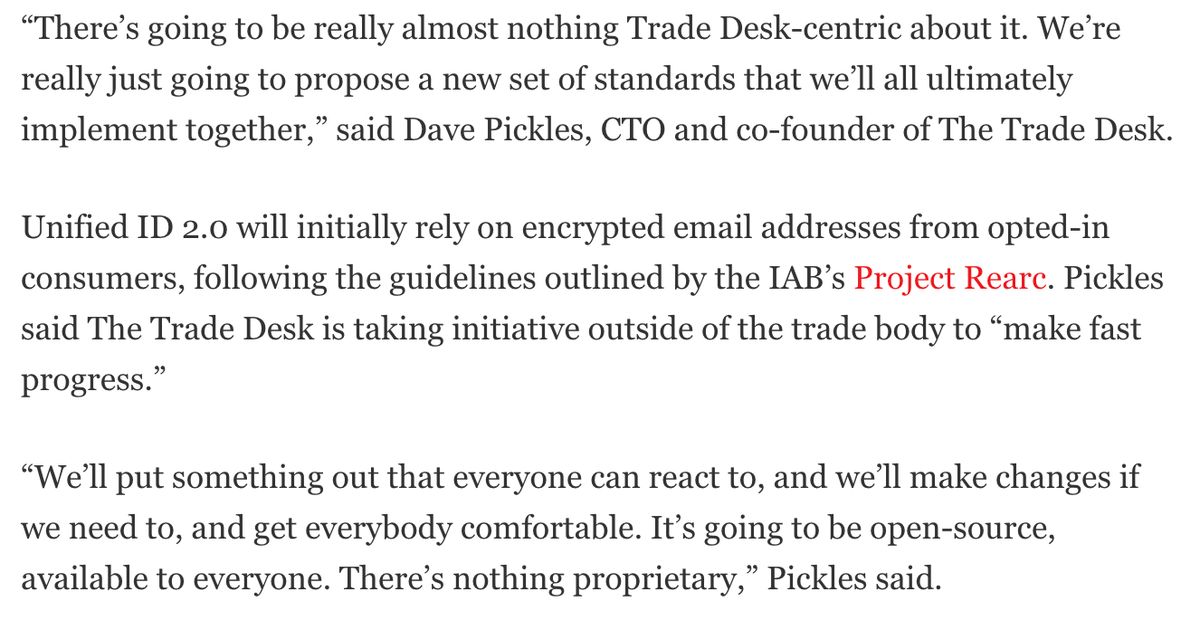 “There’s going to be really almost nothing Trade Desk-centric about it. We’re
really just going to propose a new set of standards that we’ll all ultimately
implement together,” said Dave Pickles, CTO and co-founder of The Trade Desk.
Unified ID 2.0 will initially rely on encrypted email addresses from opted-in
consumers, following the guidelines outlined by the IAB’s Project Rearc. Pickles
said The Trade Desk is taking initiative outside of the trade body to “make fast
progress.”
“We’ll put something out that everyone can react to, and we’ll make changes if
we need to, and get everybody comfortable. It’s going to be open-source,
available to everyone. There’s nothing proprietary,” Pickles said.